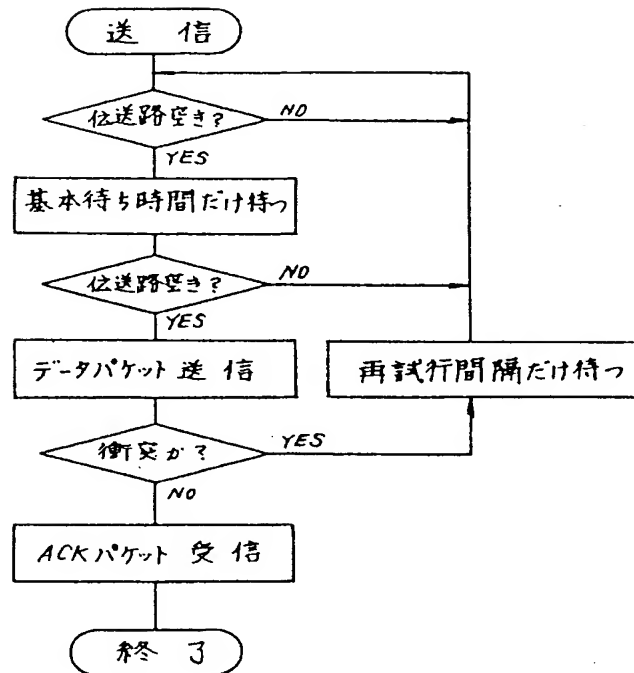 送 信
伝送路空き?
NO
YES
基本待ち時間だけ待つ
伝送路空き?
NO
YES
データパケット 送 信
再試行間隔だけ待つ
衝突か?
YES
NO
ACKパケット 受 信
終 了